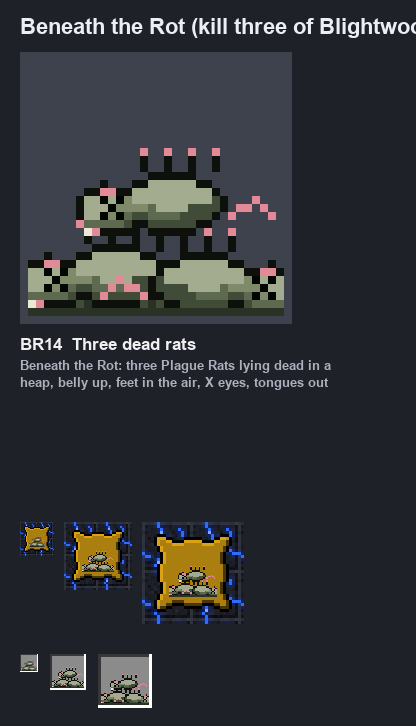 Beneath the Rot (kill three of Blightwoo
BR14 Three dead rats
Beneath the Rot: three Plague Rats lying dead in a
heap, belly up, feet in the air, X eyes, tongues out